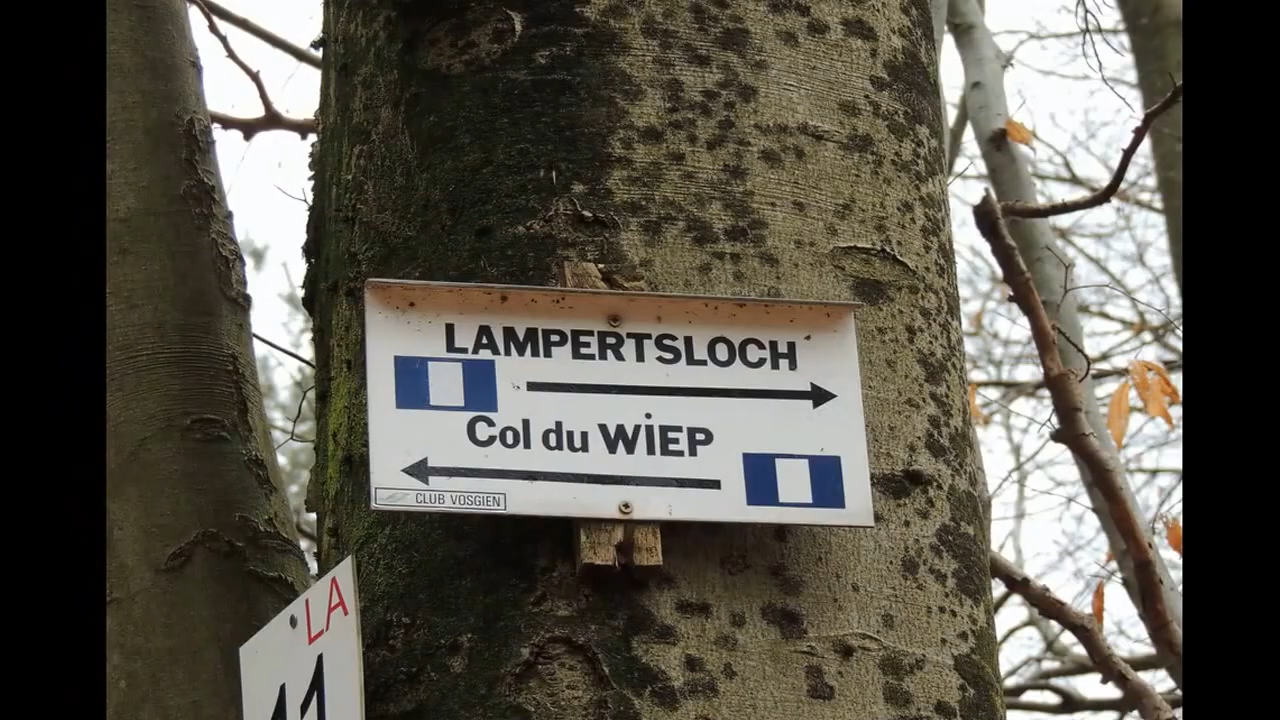 LAMPERTSLOCH
Col du WiEP
CLUB VOSGIEN
LA
11